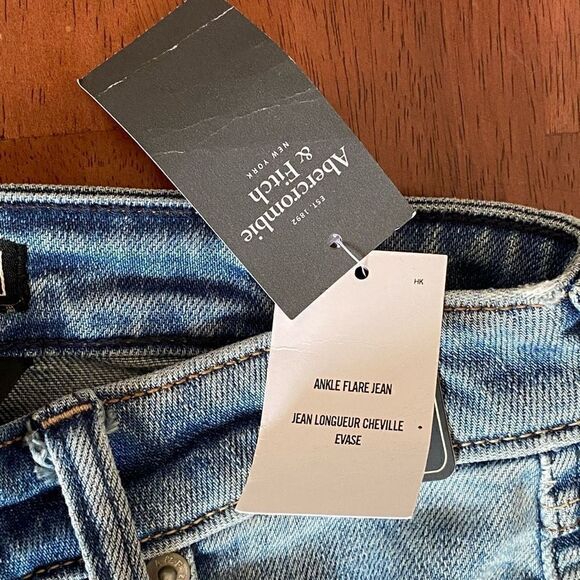 Abercrombie
& Fitch
NEW YORK
EST. 1892
HK
ANKLE FLARE JEAN
JEAN LONGUEUR CHEVILLE
EVASE